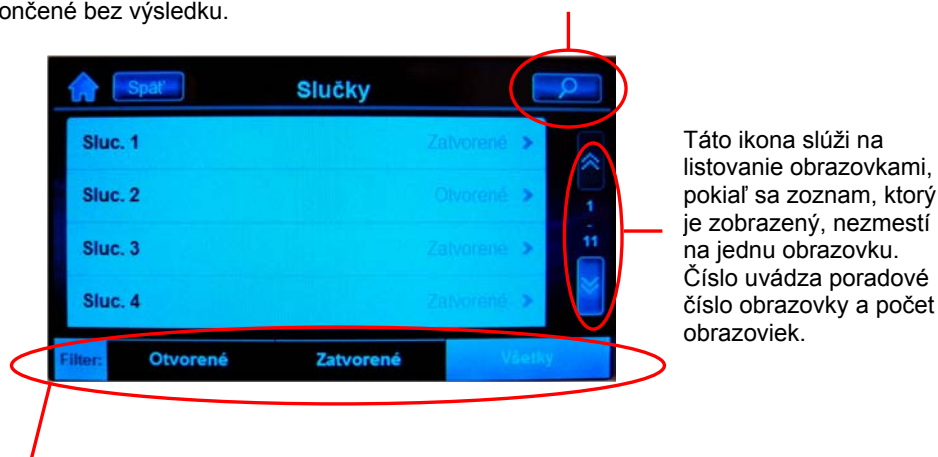 ončené bez výsledku.
Späť
Slučky
Sluc. 1
Zatvorené
Sluc. 2
Otvorené
Sluc. 3
Zatvorené
Sluc. 4
Zatvorené
1
-
11
Filter:
Otvorené
Zatvorené
Všetky
Táto ikona slúži na
listovanie obrazovkami,
pokiaľ sa zoznam, ktorý
je zobrazený, nezmestí
na jednu obrazovku.
Číslo uvádza poradové
číslo obrazovky a počet
obrazoviek.